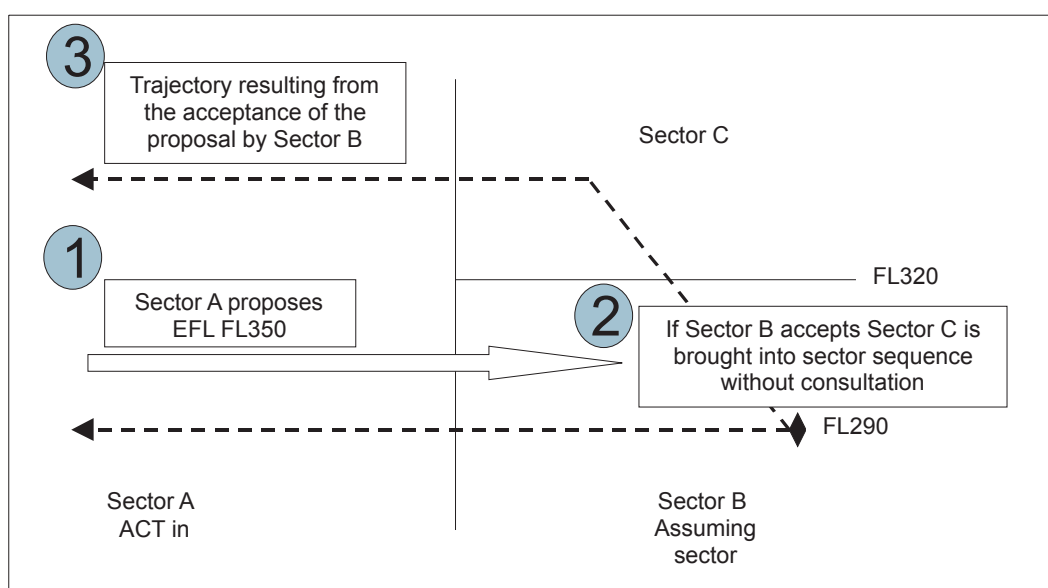 3
Trajectory resulting from
the acceptance of the
proposal by Sector B
Sector C
1
Sector A proposes
EFL FL350
FL320
2
If Sector B accepts Sector C is
brought into sector sequence
without consultation
FL290
Sector A
ACT in
Sector B
Assuming
sector